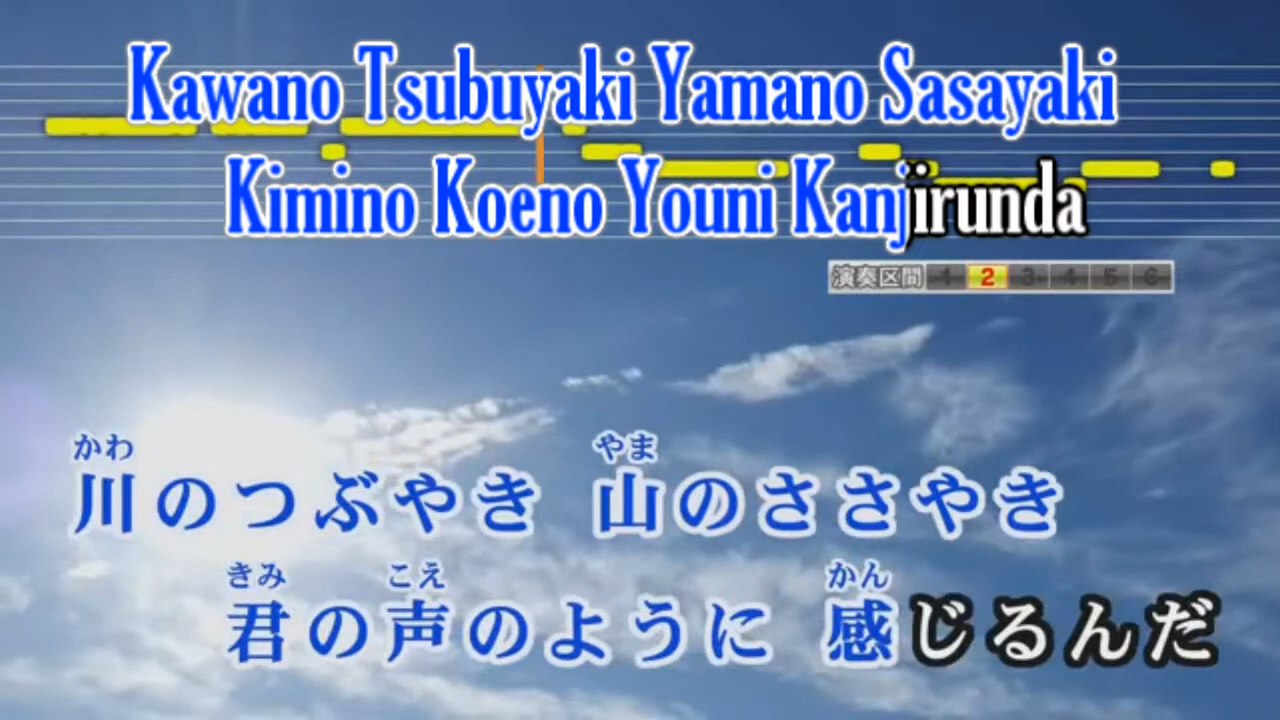 Kawano Tsubuyaki Yamano Sasayaki
Kimino Koeno Youni Kanjirunda
演奏区間 1 2 3 4 5 6
かわ やま
川のつぶやき 山のささやき
きみ こえ かん
君の声のように 感じるんだ